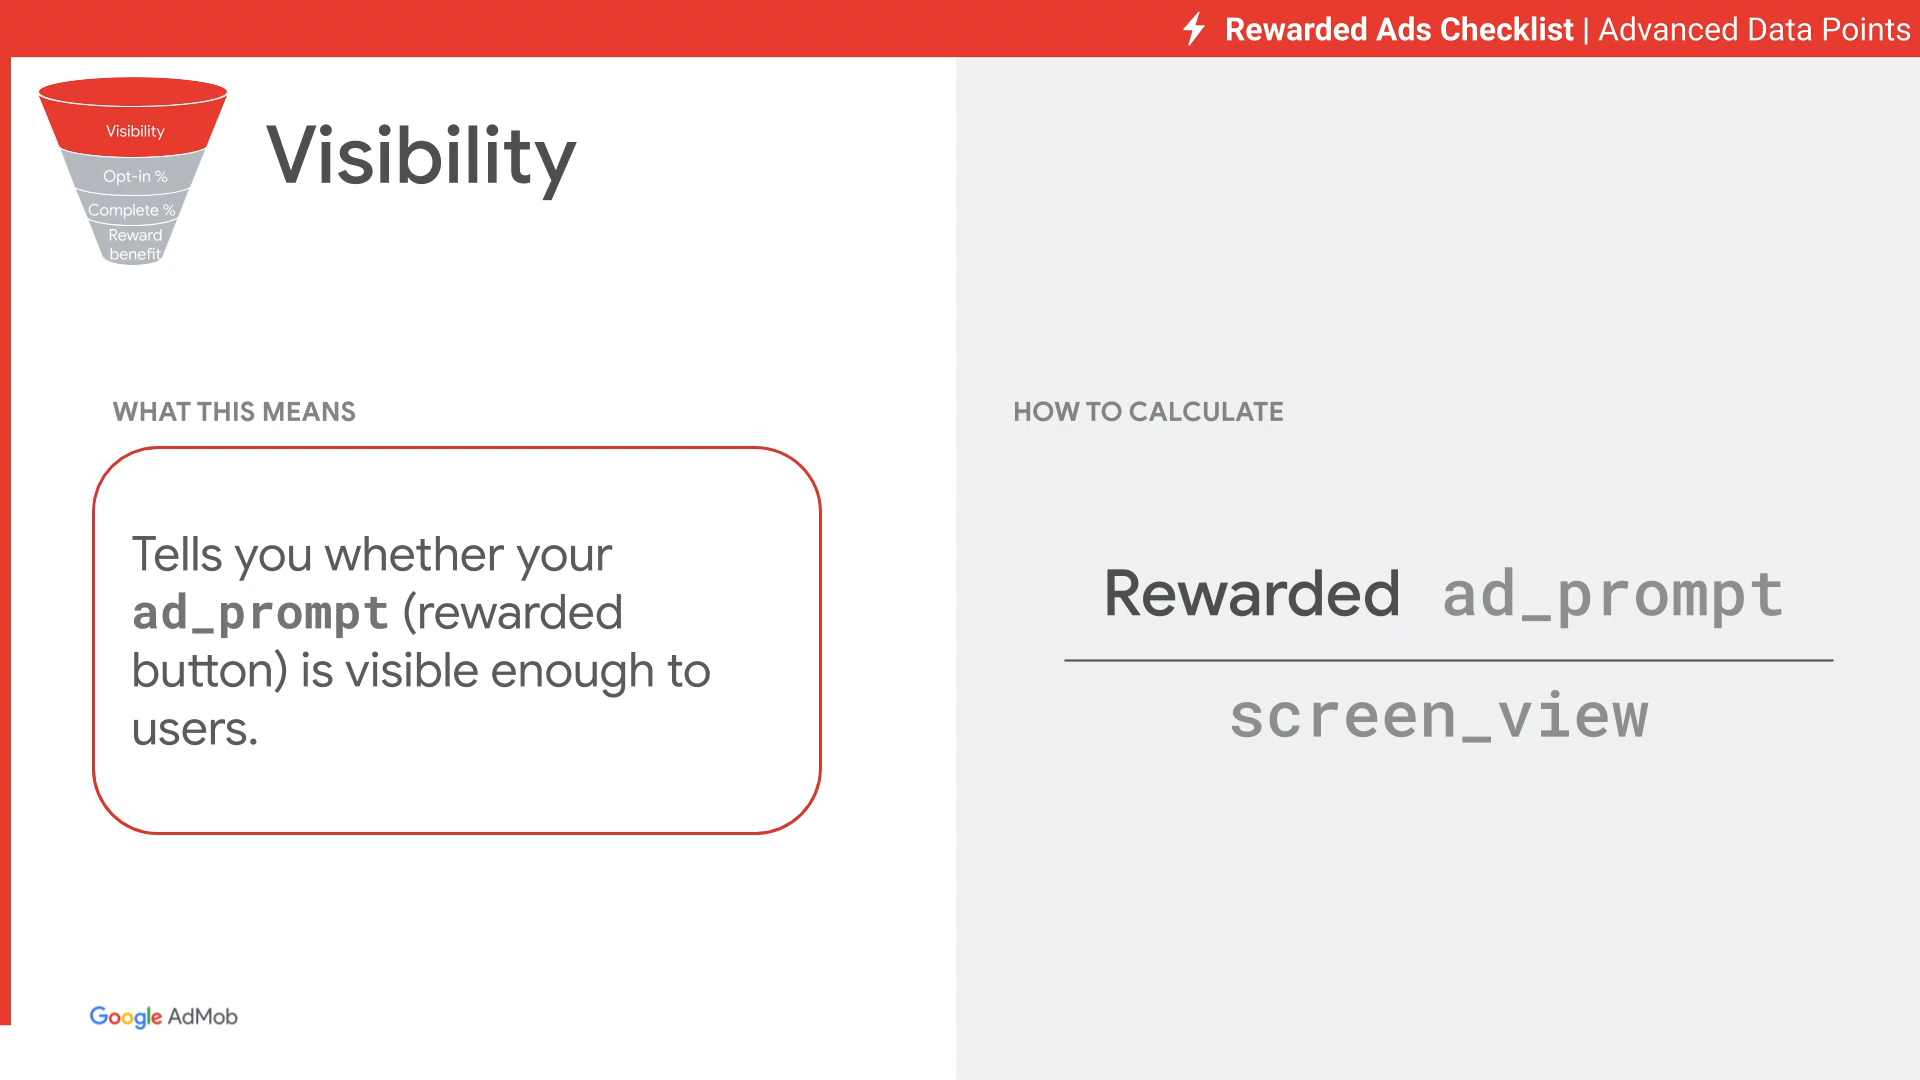 Rewarded Ads Checklist | Advanced Data Points
Visibility
Opt-in %
Complete %
Reward
benefit
Visibility
WHAT THIS MEANS
Tells you whether your
ad_prompt (rewarded
button) is visible enough to
users.
HOW TO CALCULATE
Rewarded ad_prompt
screen_view
Google AdMob